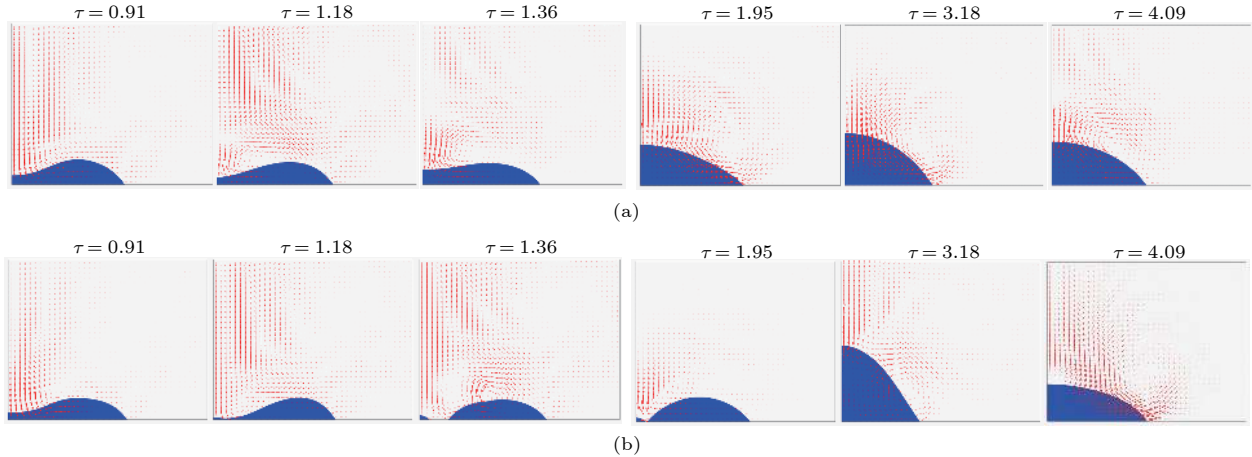 τ = 0.91 τ = 1.18 τ = 1.36 τ = 1.95 τ = 3.18 τ = 4.09
(a)
τ = 0.91 τ = 1.18 τ = 1.36 τ = 1.95 τ = 3.18 τ = 4.09
(b)